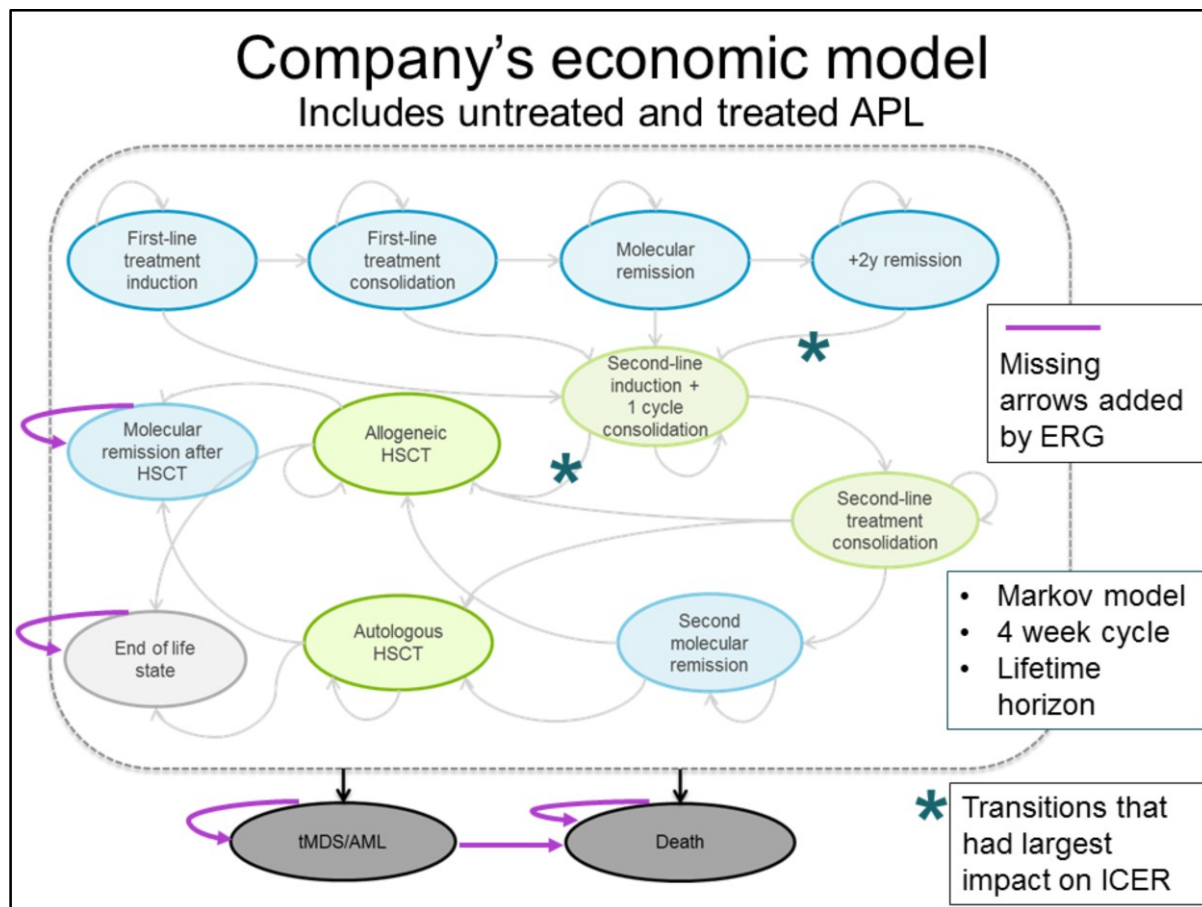 Company's economic model
Includes untreated and treated APL
First-line
treatment
induction
First-line
treatment
consolidation
Molecular
remission
+2y remission
Missing
arrows added
by ERG
*
Second-line
induction +
1 cycle
consolidation
Molecular
remission after
HSCT
Allogeneic
HSCT
*
Second-line
treatment
consolidation
• Markov model
• 4 week cycle
• Lifetime
horizon
End of life
state
Autologous
HSCT
Second
molecular
remission
tMDS/AML
Death
* Transitions that
had largest
impact on ICER